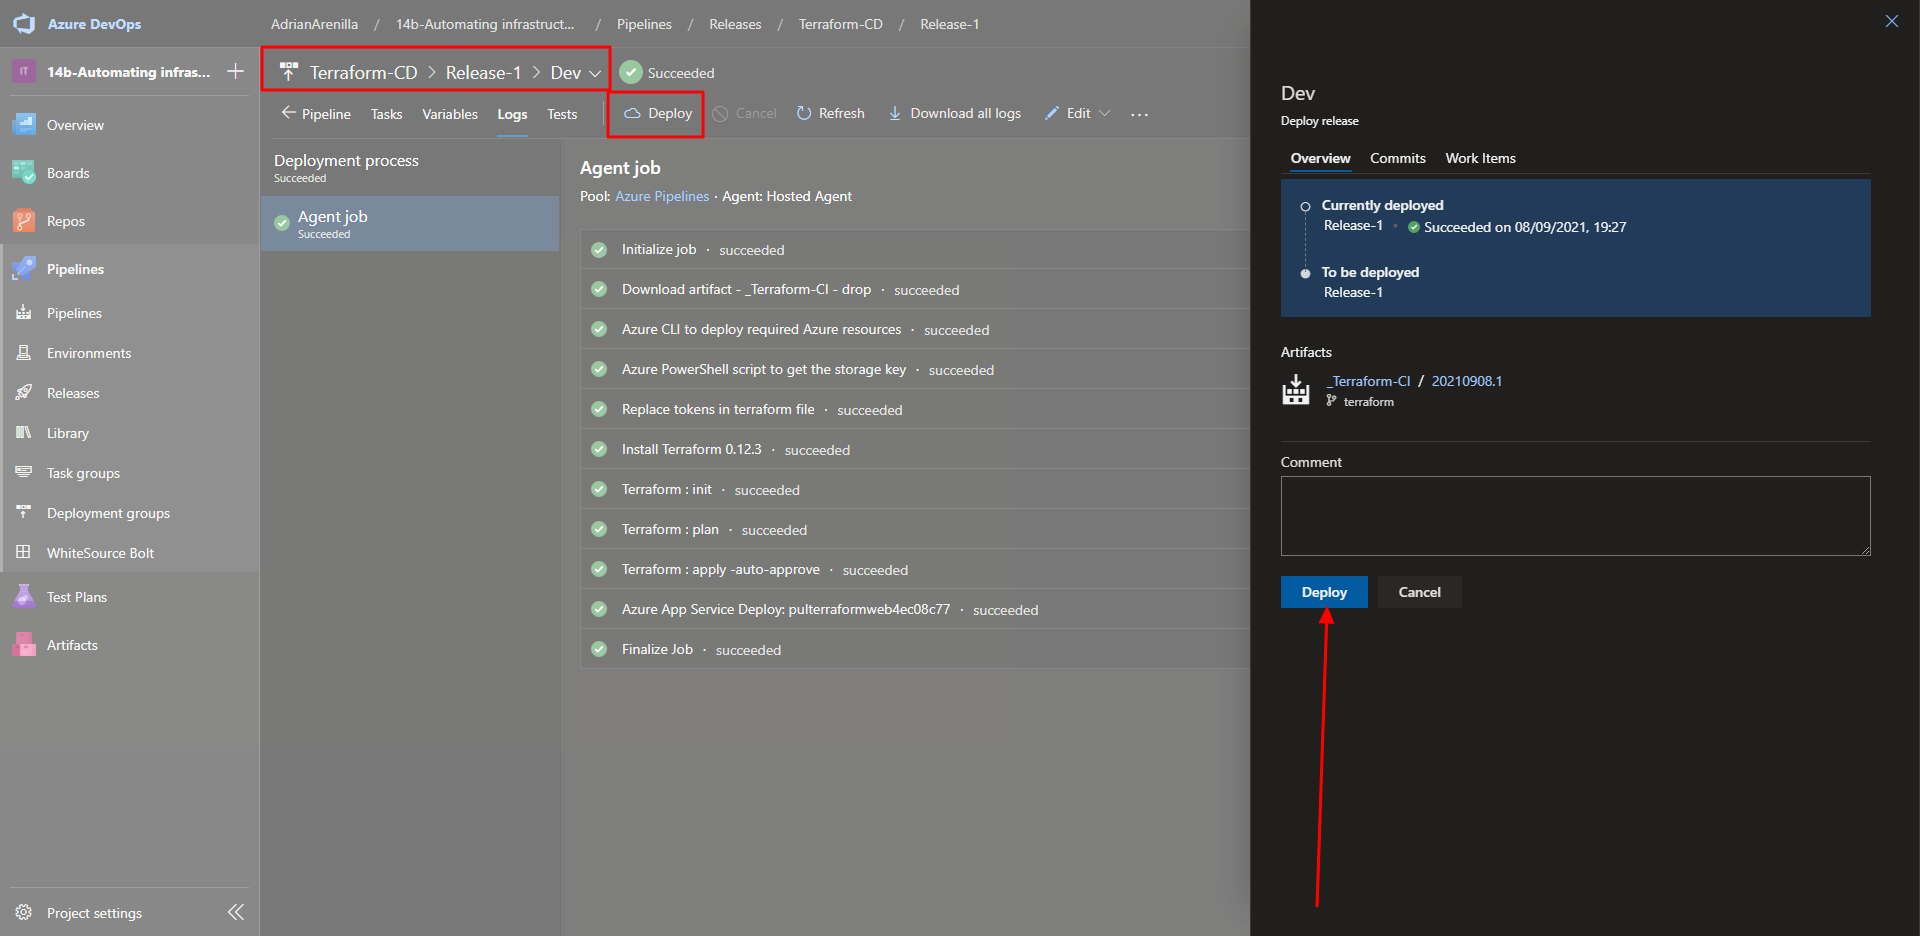 Azure DevOps
AdrianArenilla / 14b-Automating infrastruct... / Pipelines / Releases / Terraform-CD / Release-1
IT 14b-Automating infras...
Overview
Boards
Repos
Pipelines
Pipelines
Environments
Releases
Library
Task groups
Deployment groups
WhiteSource Bolt
Test Plans
Artifacts
Project settings
Terraform-CD > Release-1 > Dev Succeeded
Pipeline Tasks Variables Logs Tests Deploy Cancel Refresh Download all logs Edit ...
Deployment process
Succeeded
Agent job
Succeeded
Agent job
Pool: Azure Pipelines · Agent: Hosted Agent
Initialize job · succeeded
Download artifact - _Terraform-CI - drop · succeeded
Azure CLI to deploy required Azure resources · succeeded
Azure PowerShell script to get the storage key · succeeded
Replace tokens in terraform file · succeeded
Install Terraform 0.12.3 · succeeded
Terraform : init · succeeded
Terraform : plan · succeeded
Terraform : apply -auto-approve · succeeded
Azure App Service Deploy: pulterraformweb4ec08c77 · succeeded
Finalize Job · succeeded
Dev
Deploy release
Overview Commits Work Items
Currently deployed
Release-1 • Succeeded on 08/09/2021, 19:27
To be deployed
Release-1
Artifacts
_Terraform-CI / 20210908.1
terraform
Comment
Deploy Cancel